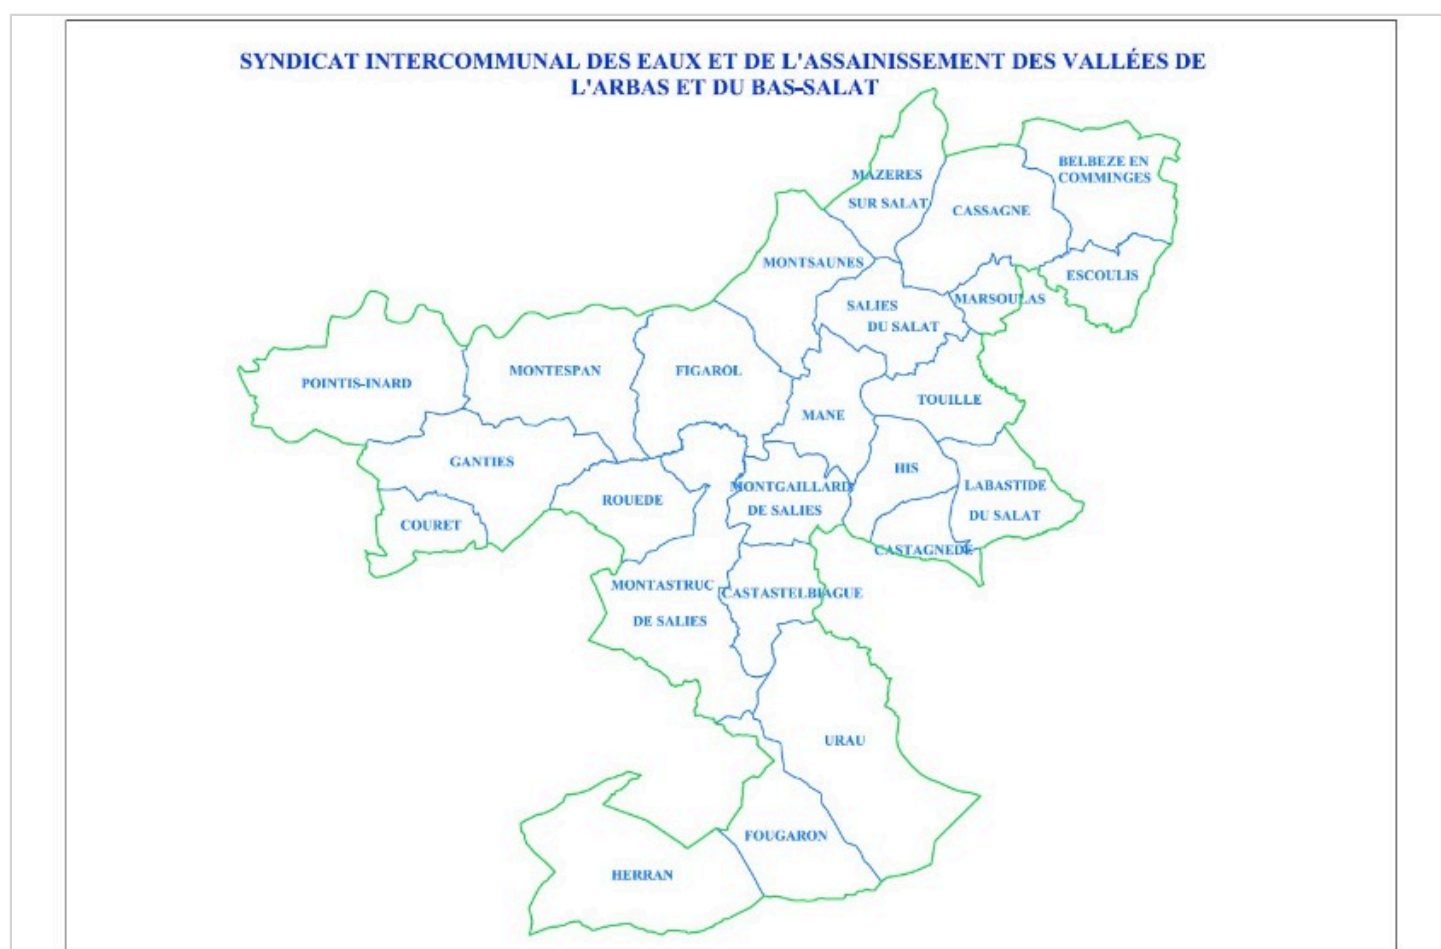 SYNDICAT INTERCOMMUNAL DES EAUX ET DE L'ASSAINISSEMENT DES VALLÉES DE
L'ARBAS ET DU BAS-SALAT
BELBEZE EN
COMMINGES
MAZERES
SUR SALAT
CASSAGNE
MONTSAUNES
ESCOULIS
MARSOULAS
SALIES
DU SALAT
POINTIS-INARD
MONTESPAN
FIGAROL
TOUILLE
MANE
GANTIES
HIS
ROUEDE
MONTGAILLARD
DE SALIES
LABASTIDE
DU SALAT
COURET
CASTAGNEDE
MONTASTRUC
DE SALIES
CASTASTELBIAGUE
URAU
FOUGARON
HERRAN